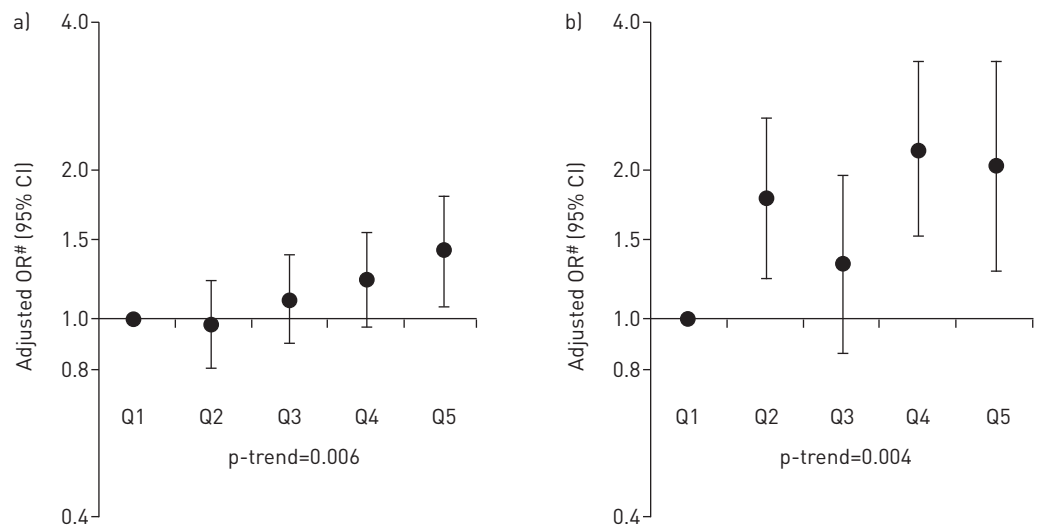 a)
4.0
2.0
1.5
1.0
0.8
0.4
Adjusted OR# (95% CI)
Q1 Q2 Q3 Q4 Q5
p-trend=0.006
b)
4.0
2.0
1.5
1.0
0.8
0.4
Adjusted OR# (95% CI)
Q1 Q2 Q3 Q4 Q5
p-trend=0.004